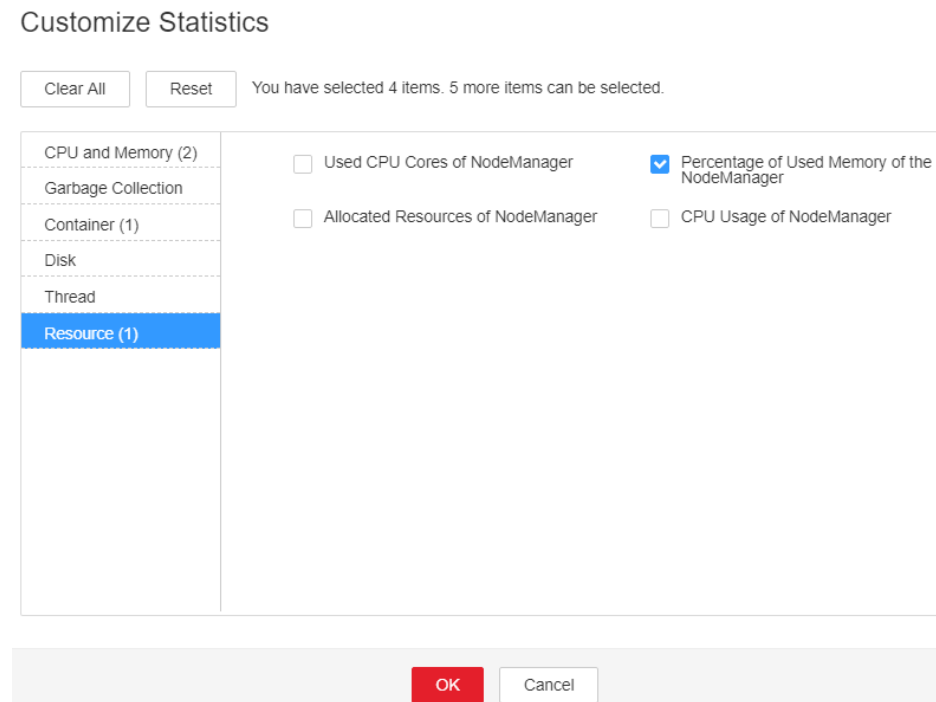 Customize Statistics
Clear All
Reset
You have selected 4 items. 5 more items can be selected.
CPU and Memory (2)
Garbage Collection
Container (1)
Disk
Thread
Resource (1)
Used CPU Cores of NodeManager
Percentage of Used Memory of the
NodeManager
Allocated Resources of NodeManager
CPU Usage of NodeManager
OK
Cancel